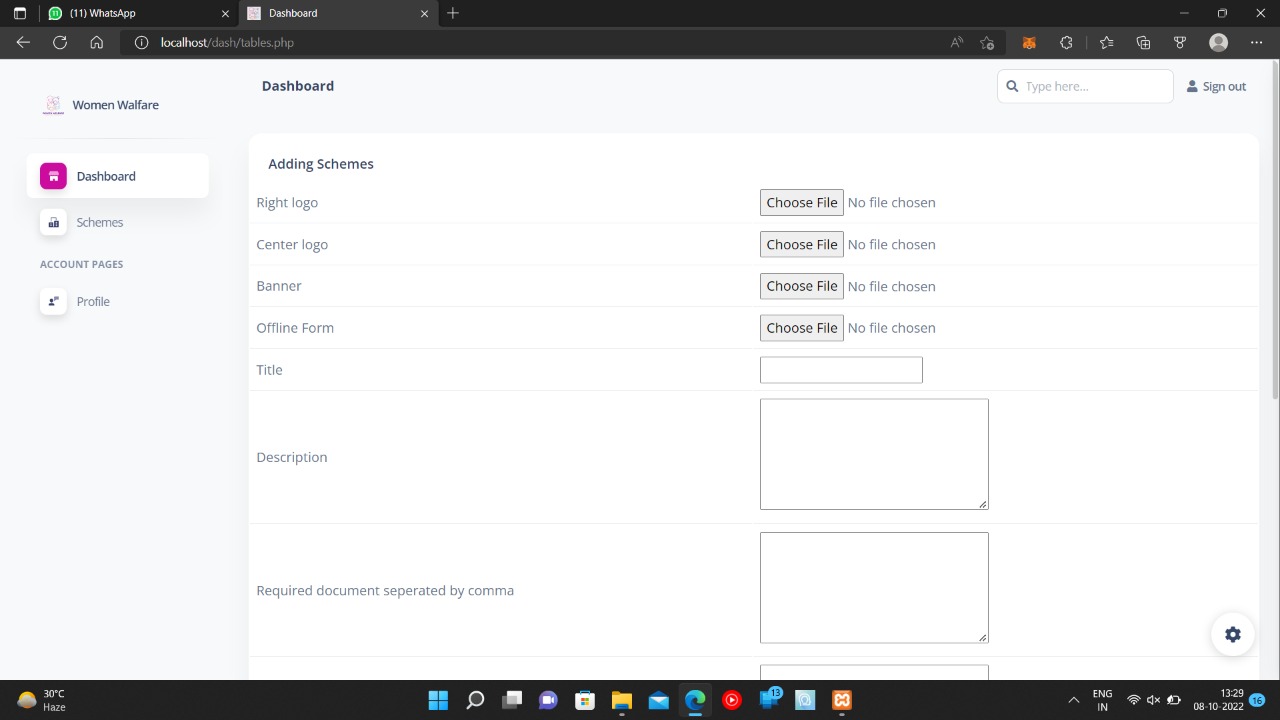 (11) WhatsApp
Dashboard
localhost/dash/tables.php
Women Walfare
Dashboard
Type here...
Sign out
Dashboard
Schemes
ACCOUNT PAGES
Profile
Adding Schemes
Right logo Choose File No file chosen
Center logo Choose File No file chosen
Banner Choose File No file chosen
Offline Form Choose File No file chosen
Title
Description
Required document seperated by comma
30°C
Haze
13
ENG
IN
13:29
08-10-2022
16